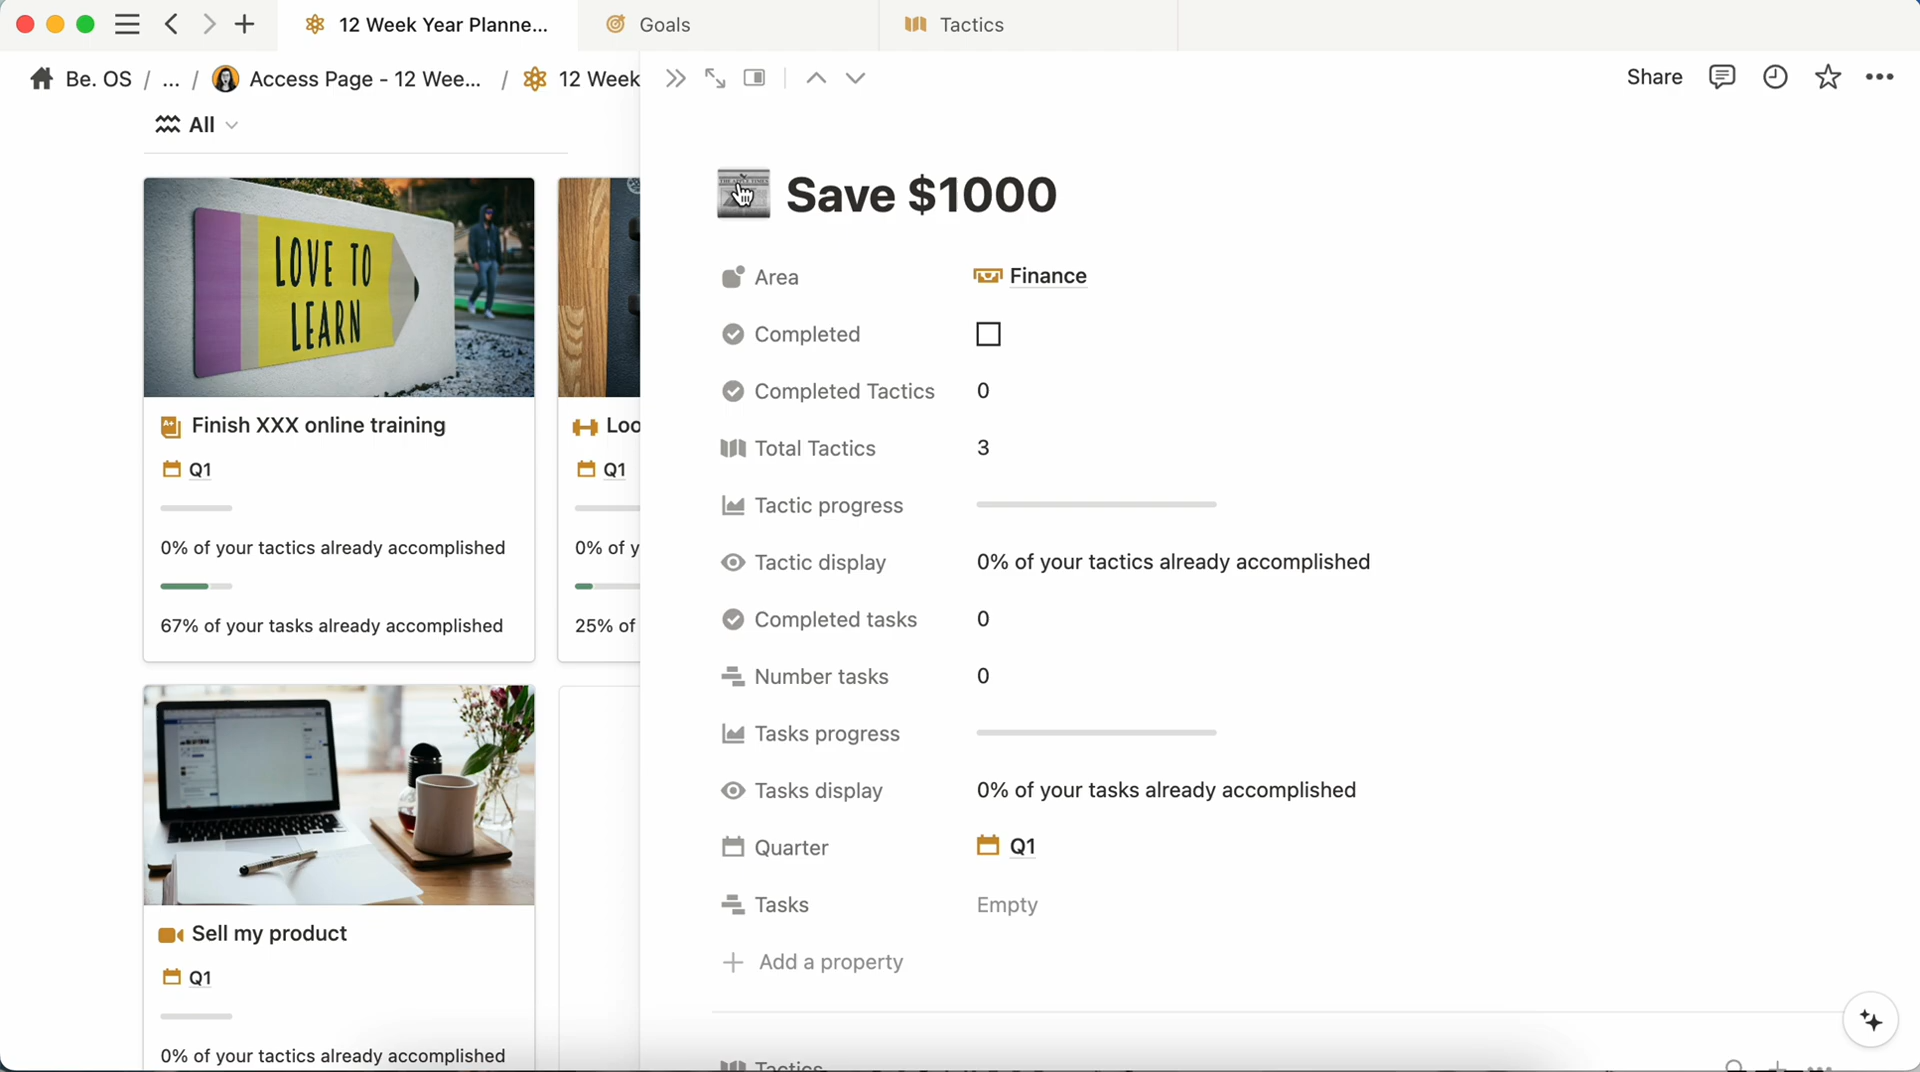 12 Week Year Planne...
Goals
Tactics
Be. OS / ... / Access Page - 12 Wee... / 12 Week
Share
All
LOVE TO
LEARN
Finish XXX online training
Q1
0% of your tactics already accomplished
67% of your tasks already accomplished
Loo
Q1
0% of y
25% of
Sell my product
Q1
0% of your tactics already accomplished
Save $1000
Area Finance
Completed
Completed Tactics 0
Total Tactics 3
Tactic progress
Tactic display 0% of your tactics already accomplished
Completed tasks 0
Number tasks 0
Tasks progress
Tasks display 0% of your tasks already accomplished
Quarter Q1
Tasks Empty
Add a property
Tactics